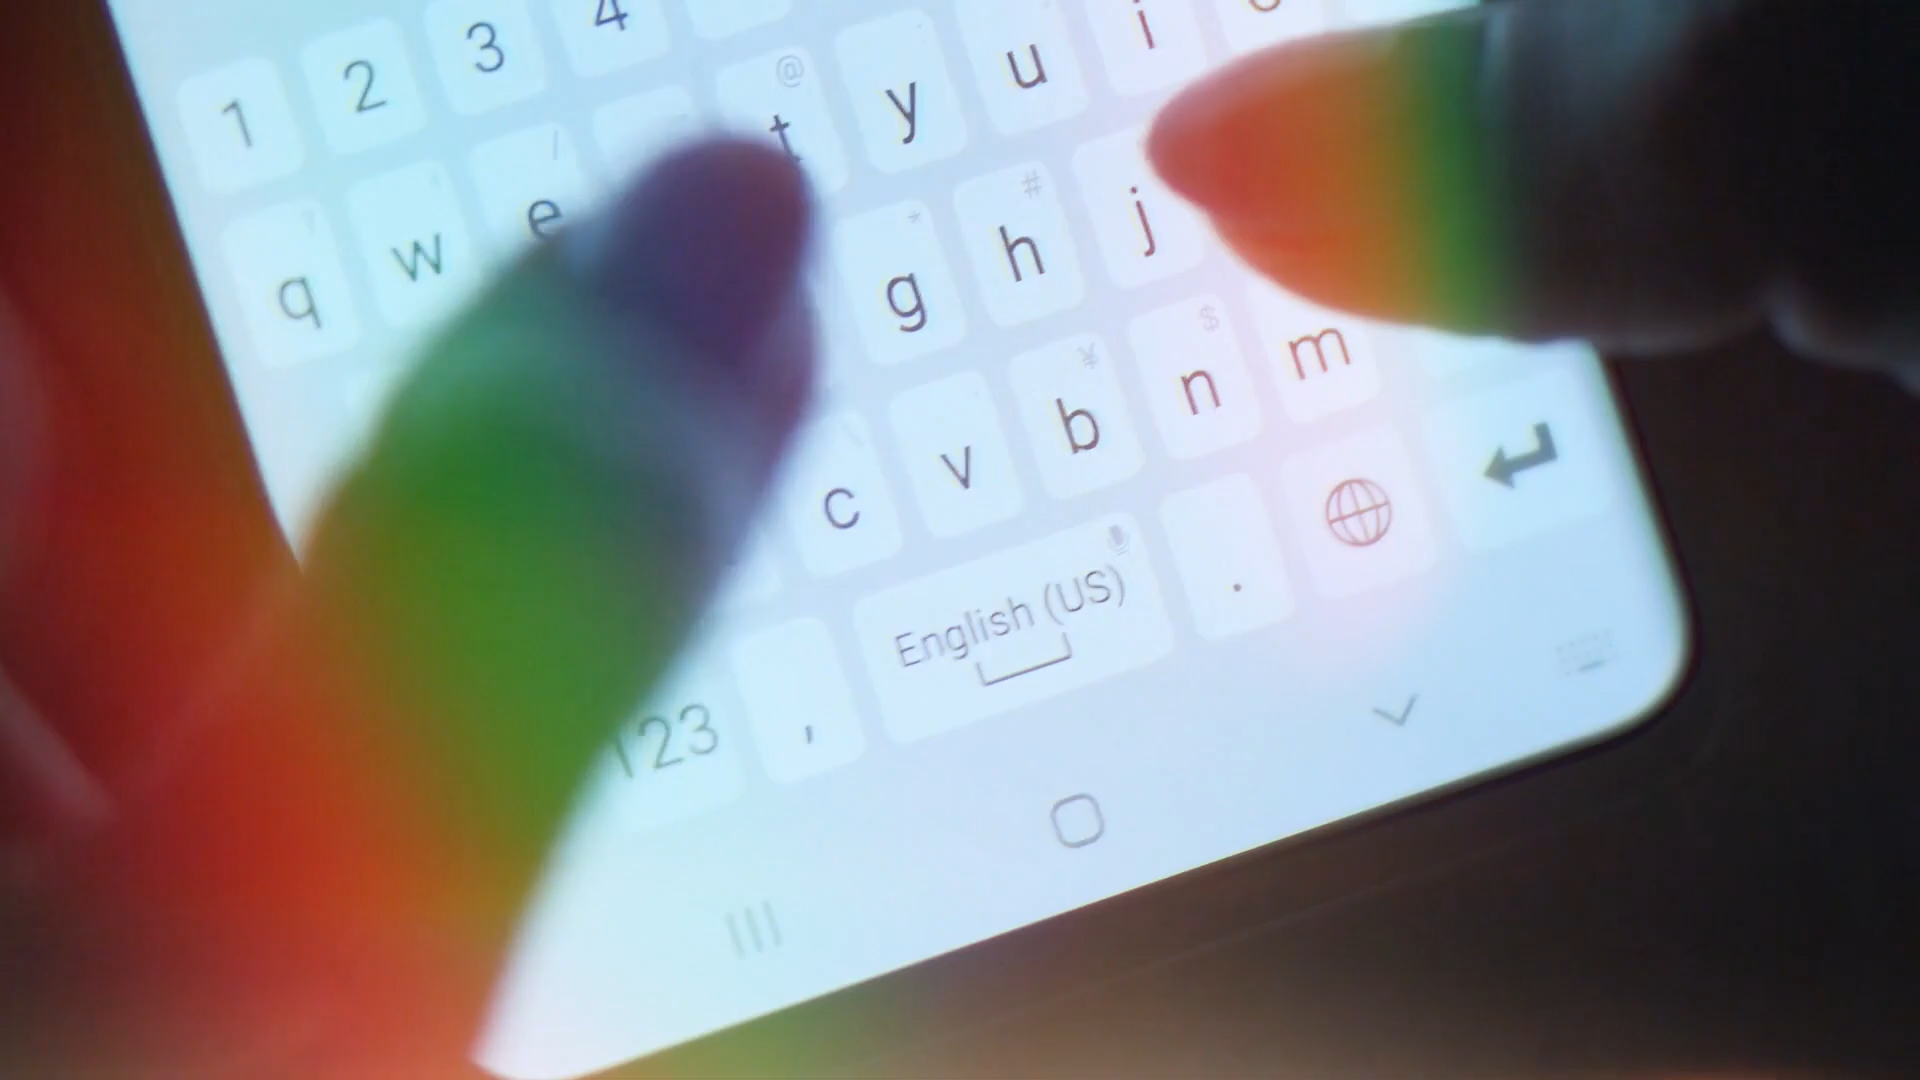 1 2 3 4
q w e t @ y u i
g * h # j
c v b ¥ n $ m
123 , English (US) .